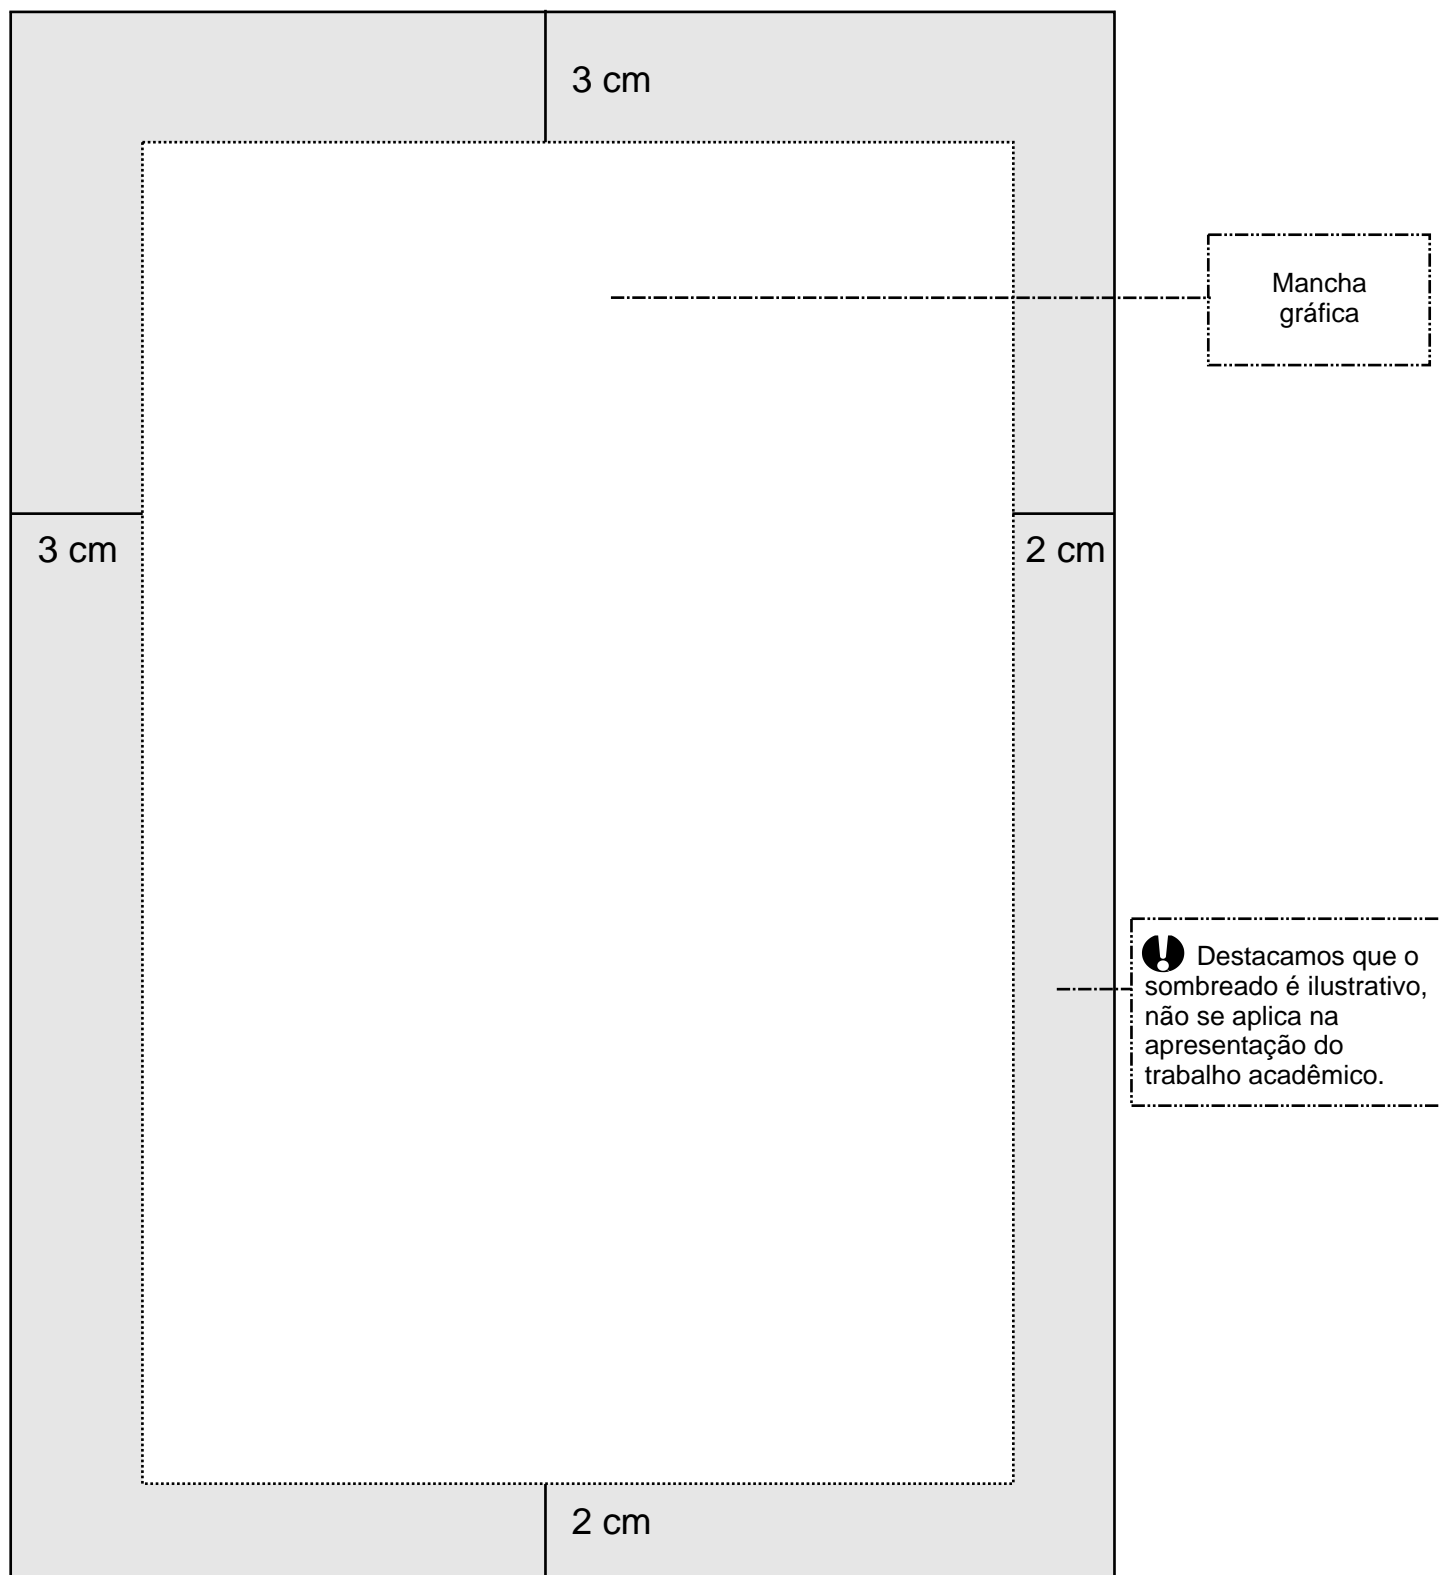 3 cm
Mancha
gráfica
3 cm
2 cm
Destacamos que o
sombreado é ilustrativo,
não se aplica na
apresentação do
trabalho acadêmico.
2 cm